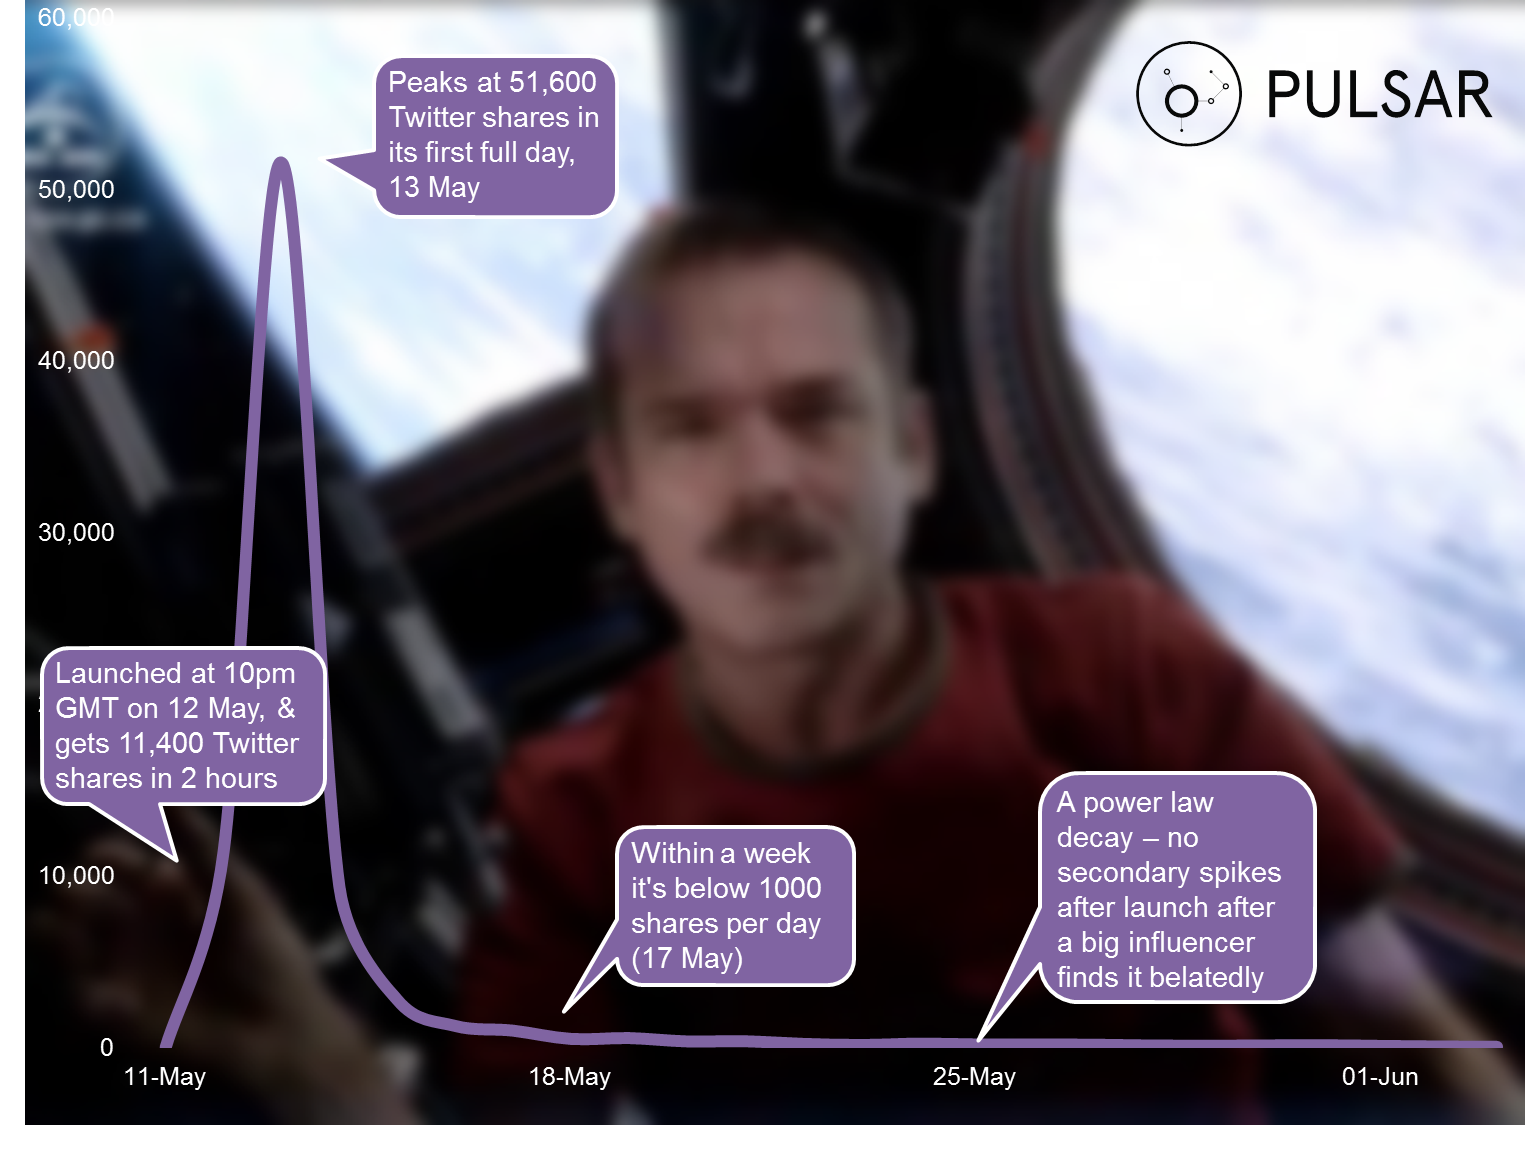 60,000
50,000
40,000
30,000
10,000
0
11-May
18-May
25-May
01-Jun
PULSAR
Peaks at 51,600
Twitter shares in
its first full day,
13 May
Launched at 10pm
GMT on 12 May, &
gets 11,400 Twitter
shares in 2 hours
Within a week
it's below 1000
shares per day
(17 May)
A power law
decay – no
secondary spikes
after launch after
a big influencer
finds it belatedly